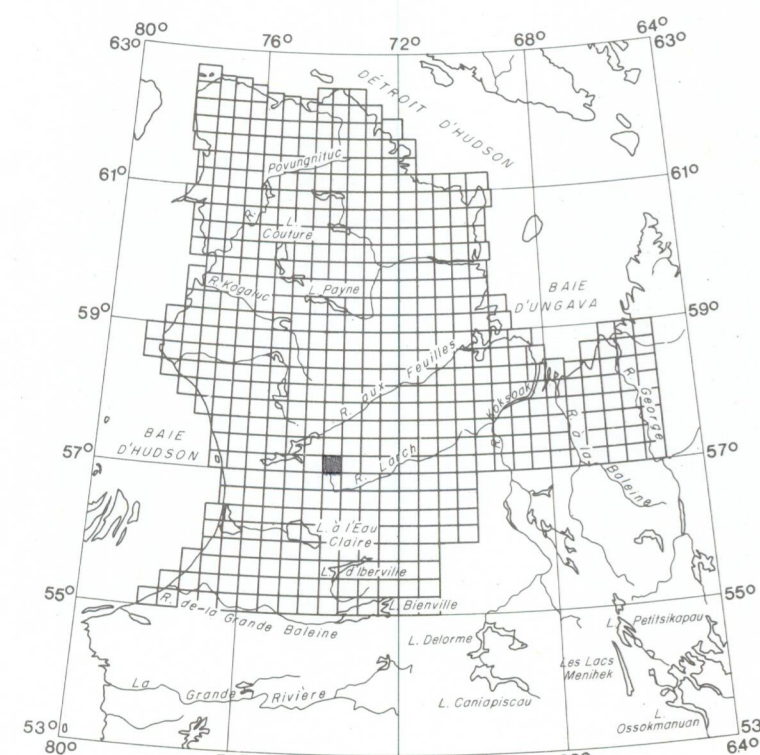 80° 76° 72° 68° 64°
63° 63°
DÉTROIT D'HUDSON
Povungnituc
R.
61° 61°
L.
Couture
R. Kogaluc
L. Payne
BAIE
D'UNGAVA
59° 59°
R. aux Feuilles
Koksoak
R. George
BAIE
D'HUDSON
57° 57°
R. Larch
R. à la Baleine
L. à l'Eau
Claire
L. d'Iberville
55° 55°
R. de-la Grande Baleine
L. Bienville
L. Delorme
L. Petitsikapau
Les Lacs
Menihek
La Grande Rivière
L. Caniapiscau
L.
Ossokmanuan
53° 53
80° 64°